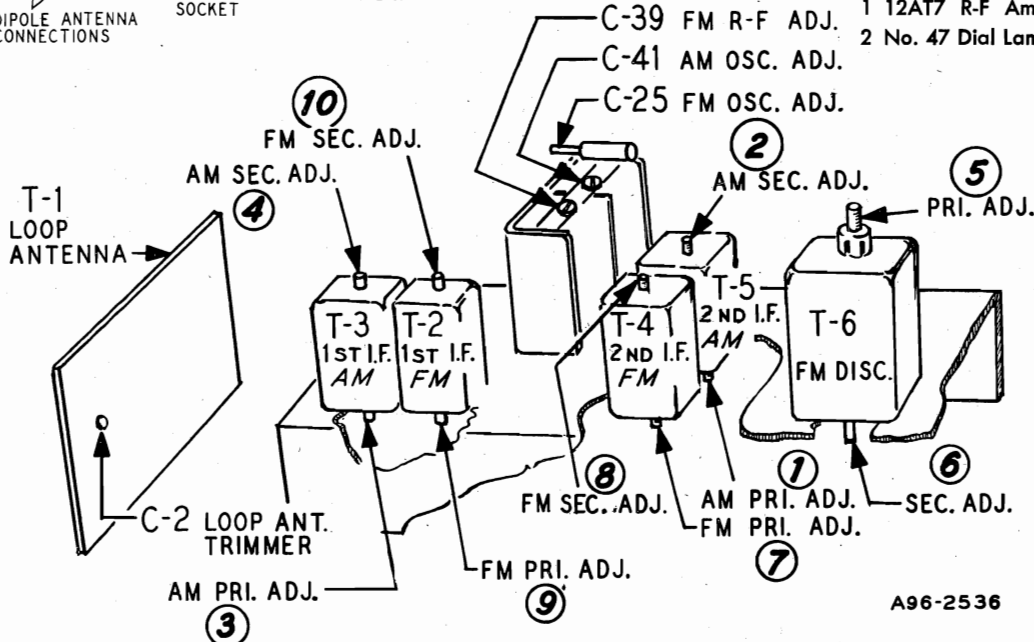 DIPOLE ANTENNA
CONNECTIONS
SOCKET
C-39 FM R-F ADJ.
C-41 AM OSC. ADJ.
C-25 FM OSC. ADJ.
1 12AT7 R-F
2 No. 47 Dial
10
FM SEC. ADJ.
AM SEC. ADJ.
4
2
AM SEC. ADJ.
5
PRI. ADJ.
T-1
LOOP
ANTENNA
T-3
1ST I.F.
AM
T-2
1ST I.F.
FM
T-4
2ND I.F.
FM
T-5
2ND I.F.
AM
T-6
FM DISC.
C-2 LOOP ANT.
TRIMMER
8
FM SEC. ADJ.
1
AM PRI. ADJ.
FM PRI. ADJ.
7
6
SEC. ADJ.
AM PRI. ADJ.
3
FM PRI. ADJ.
9
A96-2536